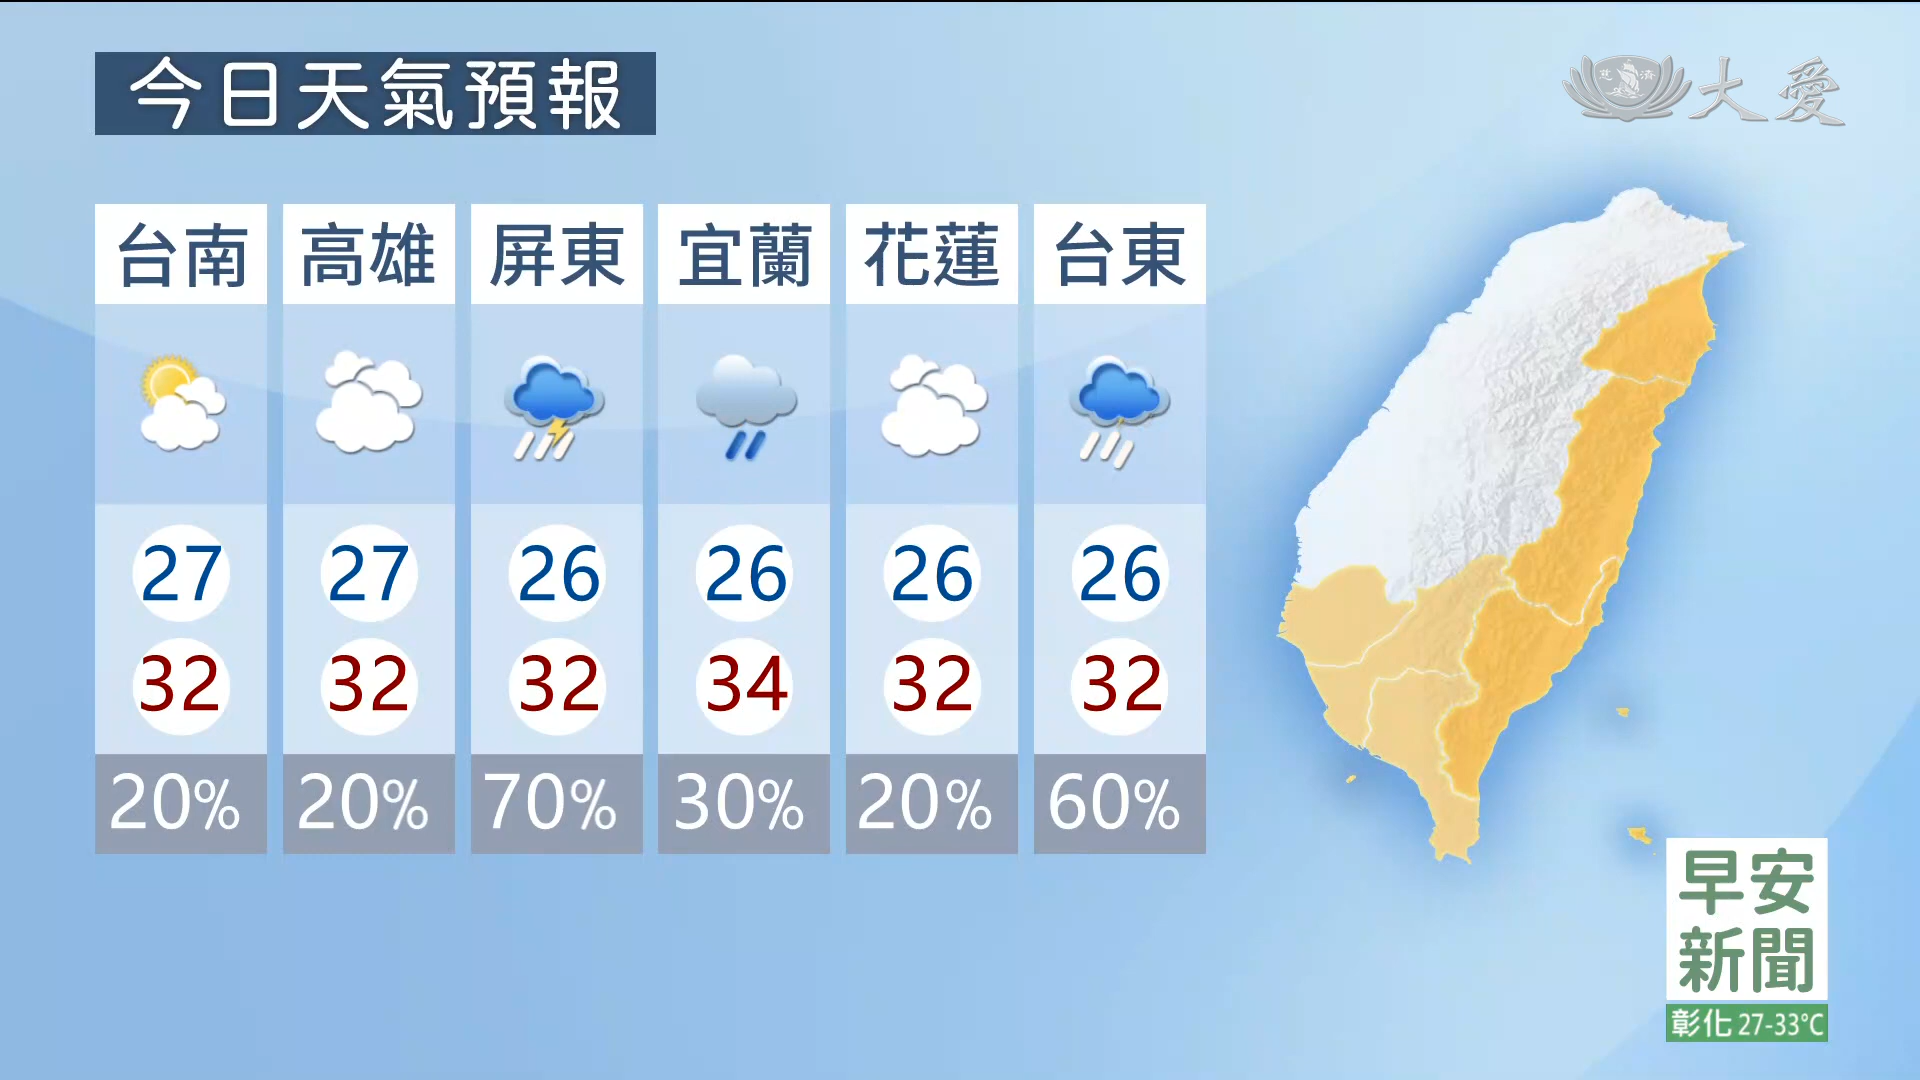 今日天氣預報
慈濟
大愛
台南 高雄 屏東 宜蘭 花蓮 台東
27 27 26 26 26 26
32 32 32 34 32 32
20% 20% 70% 30% 20% 60%
早安
新聞
彰化 27-33°C